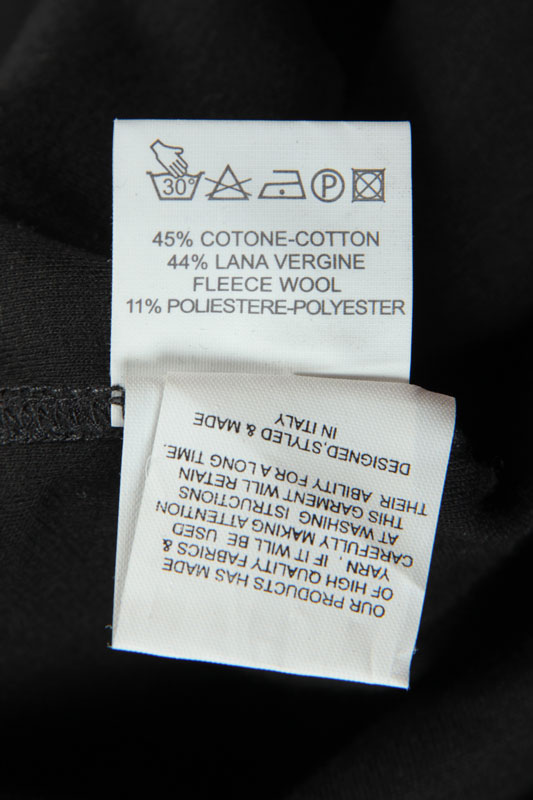 30°
P
45% COTONE-COTTON
44% LANA VERGINE
FLEECE WOOL
11% POLIESTERE-POLYESTER
OUR PRODUCTS HAS MADE
OF HIGH QUALITY FABRICS &
YARN , IF IT WILL BE USED
CAREFULLY MAKING ATTENTION
AT WASHING ISTRUCTIONS
THIS GARMENT WILL RETAIN
THEIR ABILITY FOR A LONG TIME.
DESIGNED,STYLED & MADE
IN ITALY